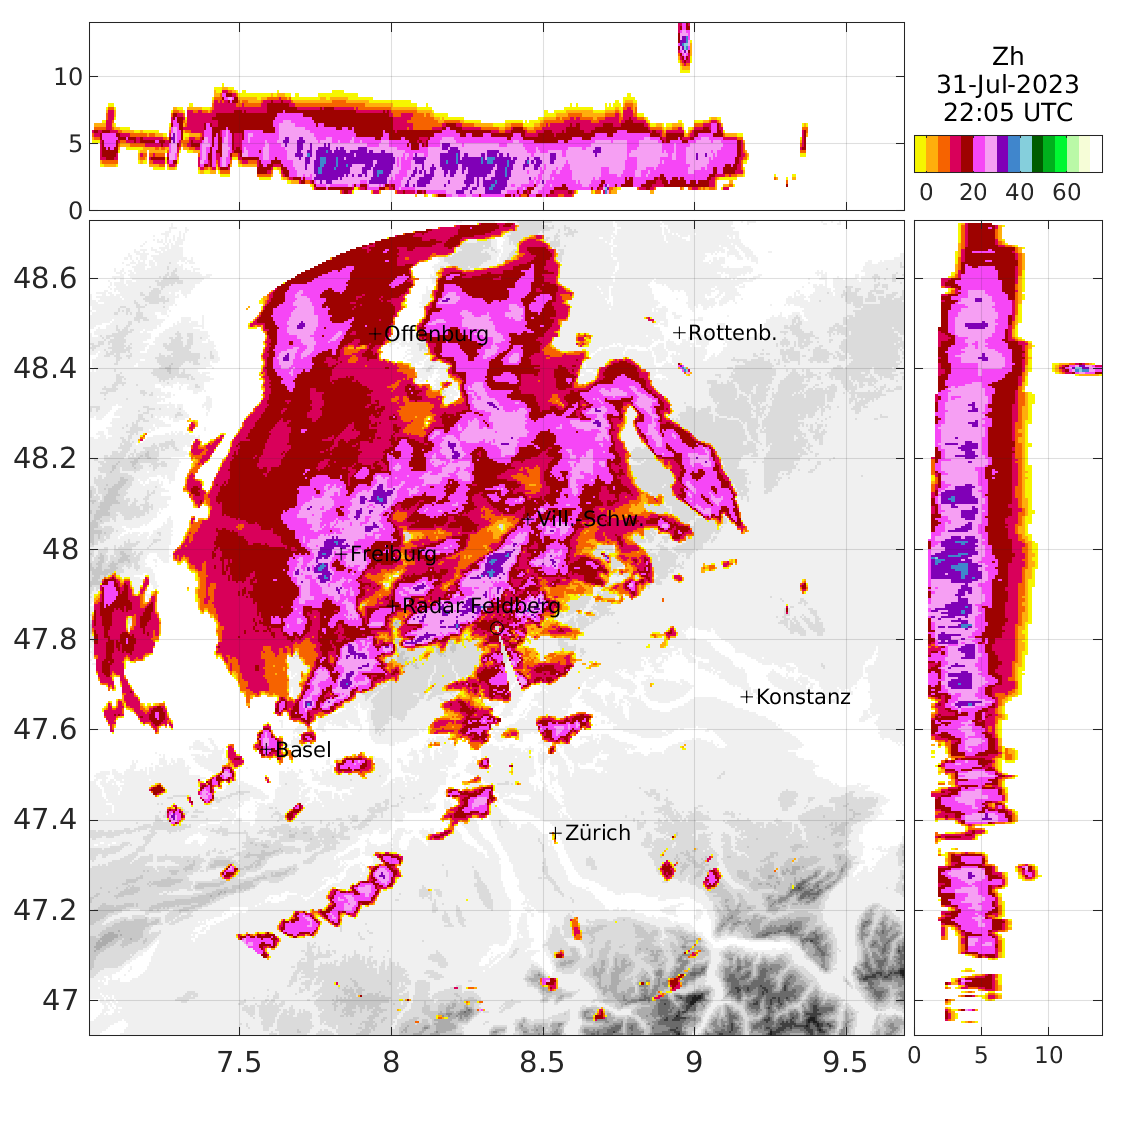 Zh
31-Jul-2023
22:05 UTC
0 20 40 60
10
5
0
48.6
48.4
48.2
48
47.8
47.6
47.4
47.2
47
+Offenburg
+Rottenb.
+Vill.-Schw.
+Freiburg
+Radar Feldberg
+Konstanz
+Basel
+Zürich
7.5 8 8.5 9 9.5
0 5 10